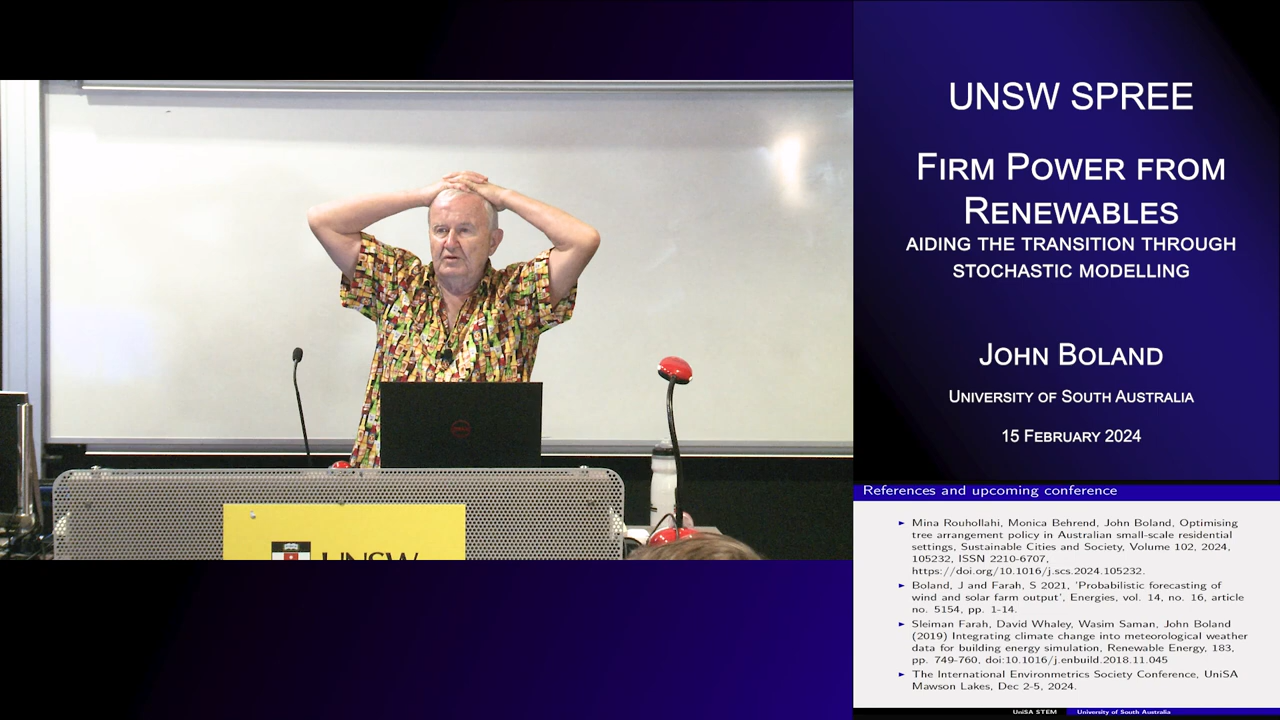 UNSW SPREE
FIRM POWER FROM
RENEWABLES
AIDING THE TRANSITION THROUGH
STOCHASTIC MODELLING
JOHN BOLAND
UNIVERSITY OF SOUTH AUSTRALIA
15 FEBRUARY 2024
UNSW
References and upcoming conference
► Mina Rouhollahi, Monica Behrend, John Boland, Optimising
tree arrangement policy in Australian small-scale residential
settings, Sustainable Cities and Society, Volume 102, 2024,
105232, ISSN 2210-6707,
https://doi.org/10.1016/j.scs.2024.105232.
► Boland, J and Farah, S 2021, 'Probabilistic forecasting of
wind and solar farm output', Energies, vol. 14, no. 16, article
no. 5154, pp. 1-14.
► Sleiman Farah, David Whaley, Wasim Saman, John Boland
(2019) Integrating climate change into meteorological weather
data for building energy simulation, Renewable Energy, 183,
pp. 749-760, doi:10.1016/j.enbuild.2018.11.045
► The International Environmetrics Society Conference, UniSA
Mawson Lakes, Dec 2-5, 2024.
UniSA STEM University of South Australia